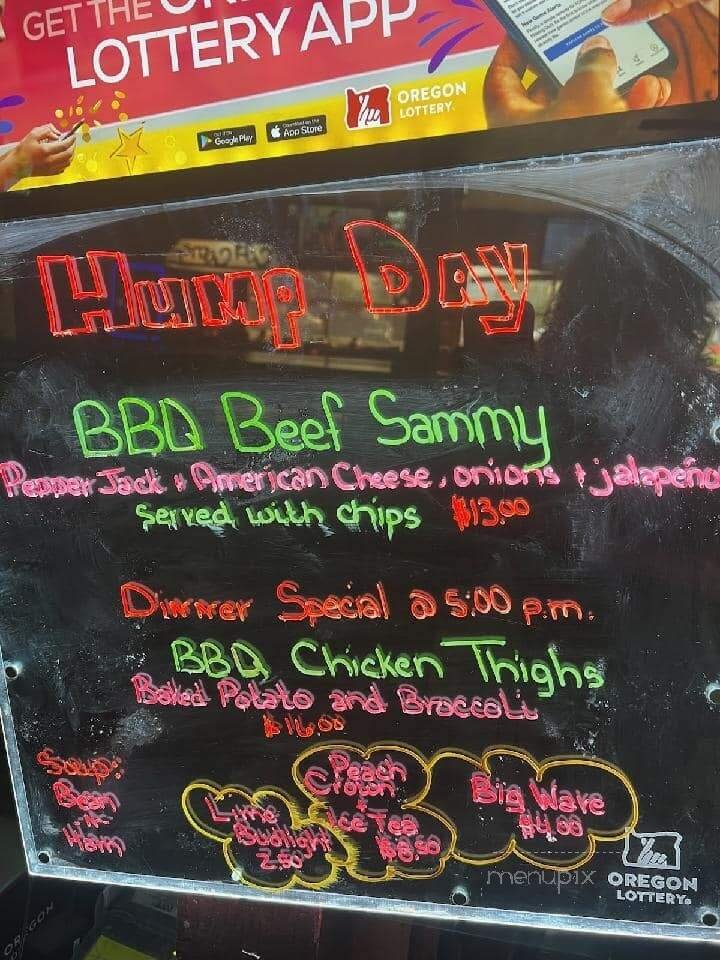 GET THE
LOTTERY APP
OREGON
LOTTERY.
Google Play
App Store
Hump Day
BBQ Beef Sammy
Pepper Jack + American Cheese, onions + jalapeño
Served with chips $13.00
Dinner Special @ 5:00 p.m.
BBQ Chicken Thighs
Baked Potato and Broccoli
$16.00
Soup:
Bean
n
Ham
Lime
Budlight
2.50
Peach
Crown
+
Ice Tea
$8.50
Big Wave
$4.00
menupix
OREGON
LOTTERY.